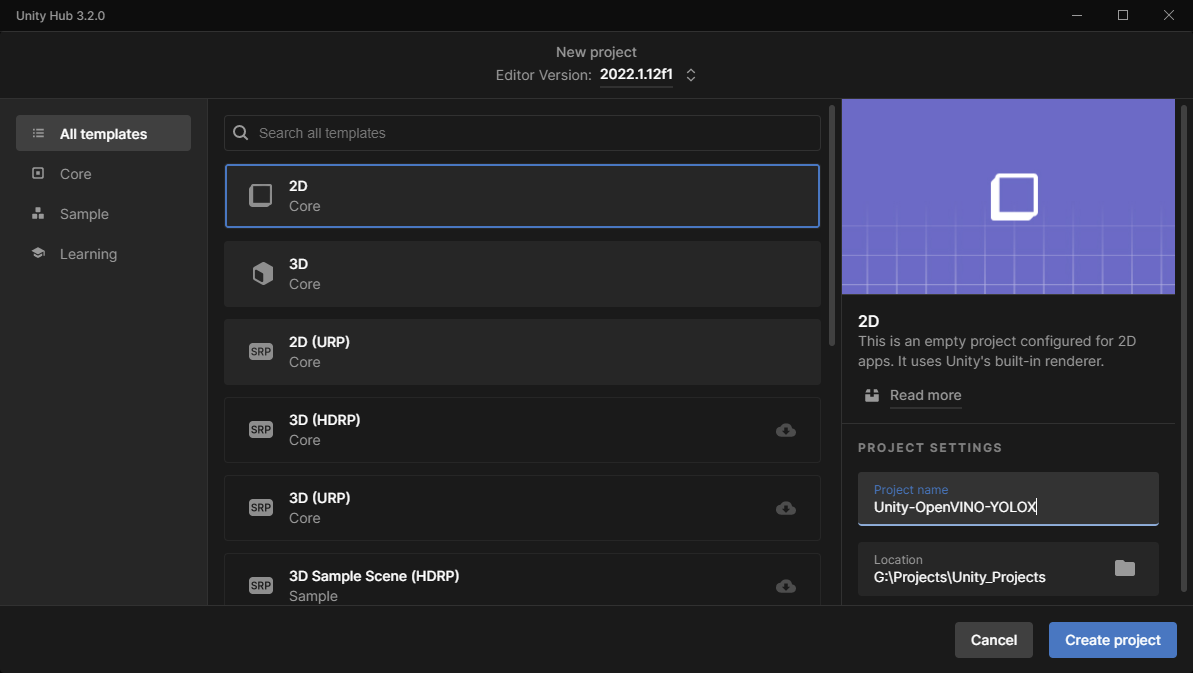 Unity Hub 3.2.0
New project
Editor Version: 2022.1.12f1
All templates
Core
Sample
Learning
Search all templates
2D
Core
3D
Core
SRP
2D (URP)
Core
SRP
3D (HDRP)
Core
SRP
3D (URP)
Core
SRP
3D Sample Scene (HDRP)
Sample
2D
This is an empty project configured for 2D
apps. It uses Unity's built-in renderer.
Read more
PROJECT SETTINGS
Project name
Unity-OpenVINO-YOLOX
Location
G:\Projects\Unity_Projects
Cancel
Create project